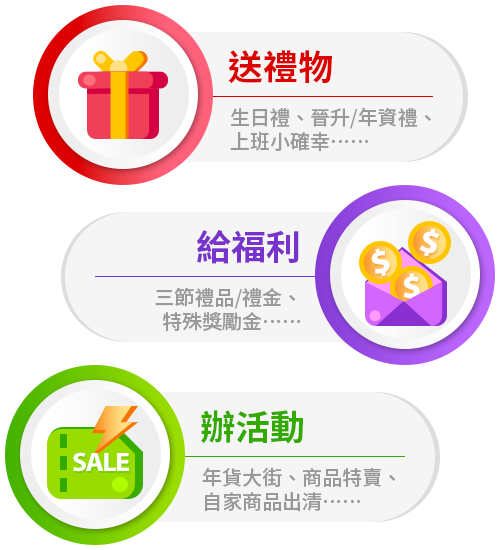 送禮物
生日禮、晉升/年資禮、
上班小確幸⋯⋯
給福利
三節禮品/禮金、
特殊獎勵金⋯⋯
SALE
辦活動
年貨大街、商品特賣、
自家商品出清⋯⋯